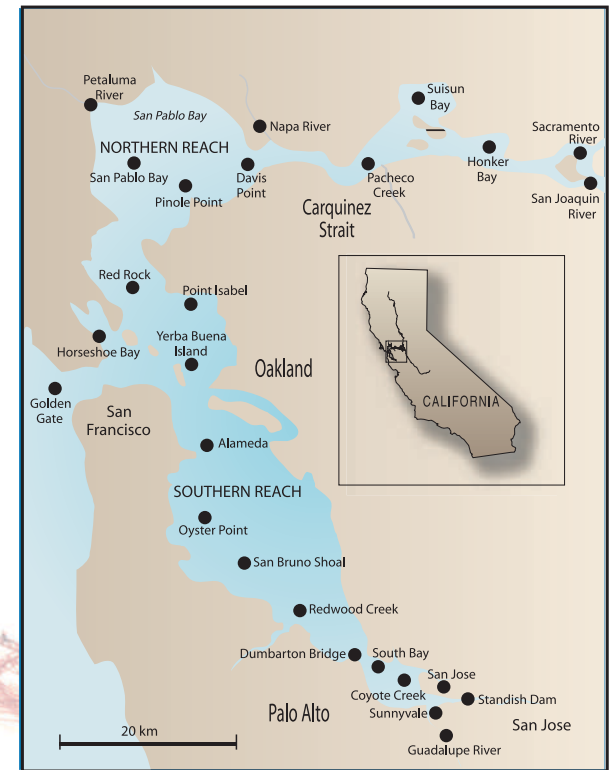 Petaluma
River
San Pablo Bay
Napa River
Suisun
Bay
Sacramento
River
NORTHERN REACH
San Pablo Bay
Davis
Point
Pinole Point
Pacheco
Creek
Honker
Bay
San Joaquin
River
Carquinez
Strait
Red Rock
Point Isabel
Horseshoe Bay
Yerba Buena
Island
Oakland
Golden
Gate
San
Francisco
CALIFORNIA
Alameda
SOUTHERN REACH
Oyster Point
San Bruno Shoal
Redwood Creek
Dumbarton Bridge
South Bay
San Jose
Coyote Creek
Standish Dam
Palo Alto
Sunnyvale
San Jose
Guadalupe River
20 km